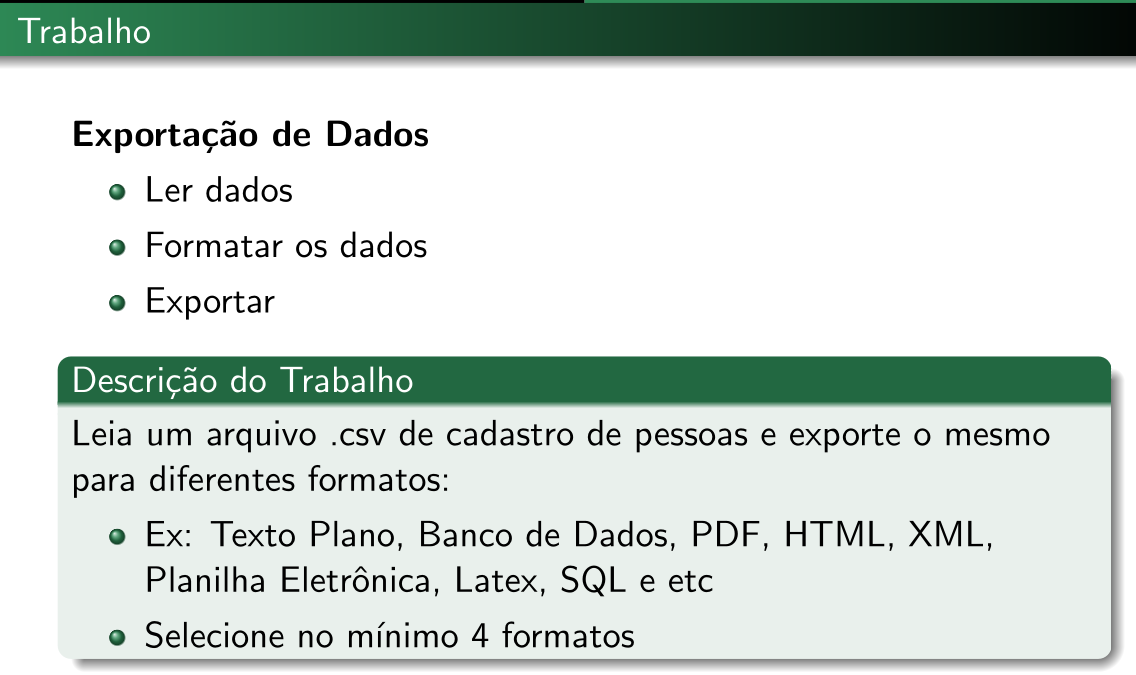 Trabalho
Exportação de Dados
Ler dados
Formatar os dados
Exportar
Descrição do Trabalho
Leia um arquivo .csv de cadastro de pessoas e exporte o mesmo
para diferentes formatos:
Ex: Texto Plano, Banco de Dados, PDF, HTML, XML,
Planilha Eletrônica, Latex, SQL e etc
Selecione no mínimo 4 formatos